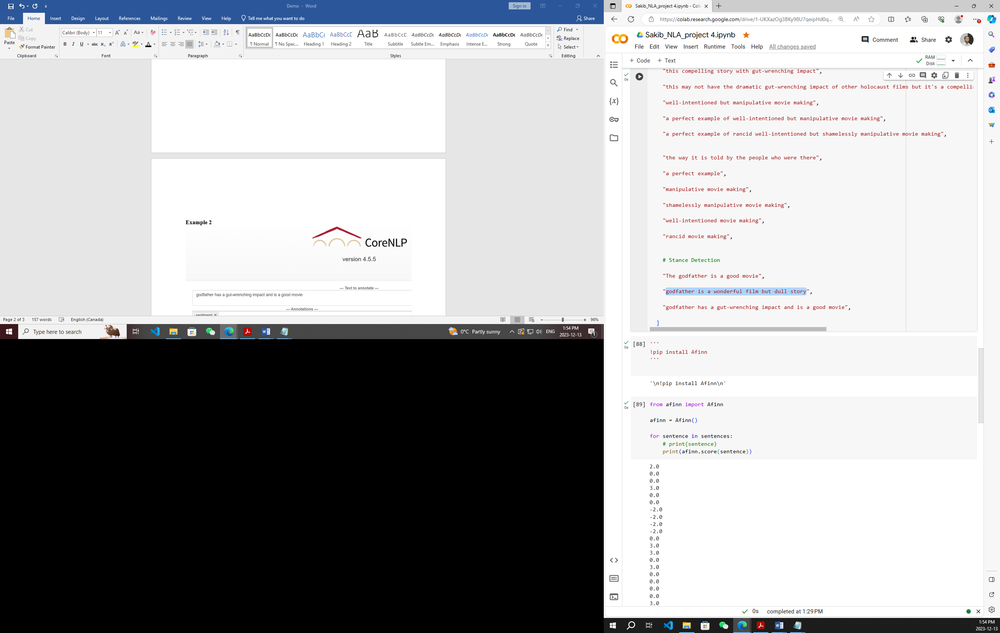 Demo - Word
Sign in
File Home Insert Design Layout References Mailings Review View Help Tell me what you want to do Share
Paste
Cut
Copy
Format Painter
Clipboard
Calibri (Body) 11
Font
Paragraph
AaBbCcDc ¶ Normal
AaBbCcDc ¶ No Spac...
AaBbCc Heading 1
AaBbCcE Heading 2
AaB Title
AaBbCcD Subtitle
AaBbCcDc Subtle Em...
AaBbCcDc Emphasis
AaBbCcDc Intense E...
AaBbCcDc Strong
AaBbCcDc Quote
Styles
Find
Replace
Select
Editing
Example 2
CoreNLP
version 4.5.5
— Text to annotate —
godfather has a gut-wrenching impact and is a good movie
— Annotations —
sentiment
Page 2 of 3 157 words English (Canada)
96%
Type here to search
0°C Partly sunny
ENG
1:54 PM
2023-12-13
1
Sakib_NLA_project 4.ipynb - Cola
https://colab.research.google.com/drive/1-UKXazOg3BKy98U7qeipHd0q...
Sakib_NLA_project 4.ipynb
File Edit View Insert Runtime Tools Help All changes saved
Comment Share
+ Code + Text
RAM
Disk
0s
"this compelling story with gut-wrenching impact",
"this may not have the dramatic gut-wrenching impact of other holocaust films but it's a compelli
"well-intentioned but manipulative movie making",
"a perfect example of well-intentioned but manipulative movie making",
"a perfect example of rancid well-intentioned but shamelessly manipulative movie making",
"the way it is told by the people who were there",
"a perfect example",
"manipulative movie making",
"shamelessly manipulative movie making",
"well-intentioned movie making",
"rancid movie making",
# Stance Detection
"The godfather is a good movie",
"godfather is a wonderful film but dull story",
"godfather has a gut-wrenching impact and is a good movie",
]
0s
[88] '''
!pip install Afinn
'''
'\n!pip install Afinn\n'
0s
[89] from afinn import Afinn
afinn = Afinn()
for sentence in sentences:
# print(sentence)
print(afinn.score(sentence))
2.0
0.0
0.0
3.0
0.0
0.0
-2.0
-2.0
-2.0
-2.0
0.0
3.0
3.0
0.0
3.0
0.0
0.0
0.0
0.0
3.0
0s completed at 1:29 PM
1:54 PM
2023-12-13